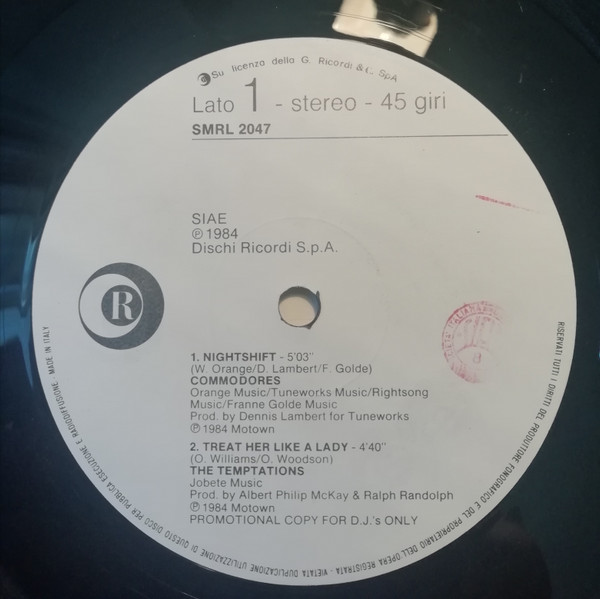 Su licenza della G. Ricordi & C. SpA
Lato 1 - stereo - 45 giri
SMRL 2047
SIAE
℗ 1984
Dischi Ricordi S.p.A.
R
1. NIGHTSHIFT - 5'03"
(W. Orange/D. Lambert/F. Golde)
COMMODORES
Orange Music/Tuneworks Music/Rightsong
Music/Franne Golde Music
Prod. by Dennis Lambert for Tuneworks
℗ 1984 Motown
2. TREAT HER LIKE A LADY - 4'40"
(O. Williams/O. Woodson)
THE TEMPTATIONS
Jobete Music
Prod. by Albert Philip McKay & Ralph Randolph
℗ 1984 Motown
PROMOTIONAL COPY FOR D.J.'s ONLY
RISERVATI TUTTI I DIRITTI DEL PRODUTTORE FONOGRAFICO E DEL PROPRIETARIO DELL'OPERA REGISTRATA - VIETATA DUPLICAZIONE UTILIZZAZIONE DI QUESTO DISCO PER PUBBLICA ESECUZIONE E RADIODIFFUSIONE. MADE IN ITALY